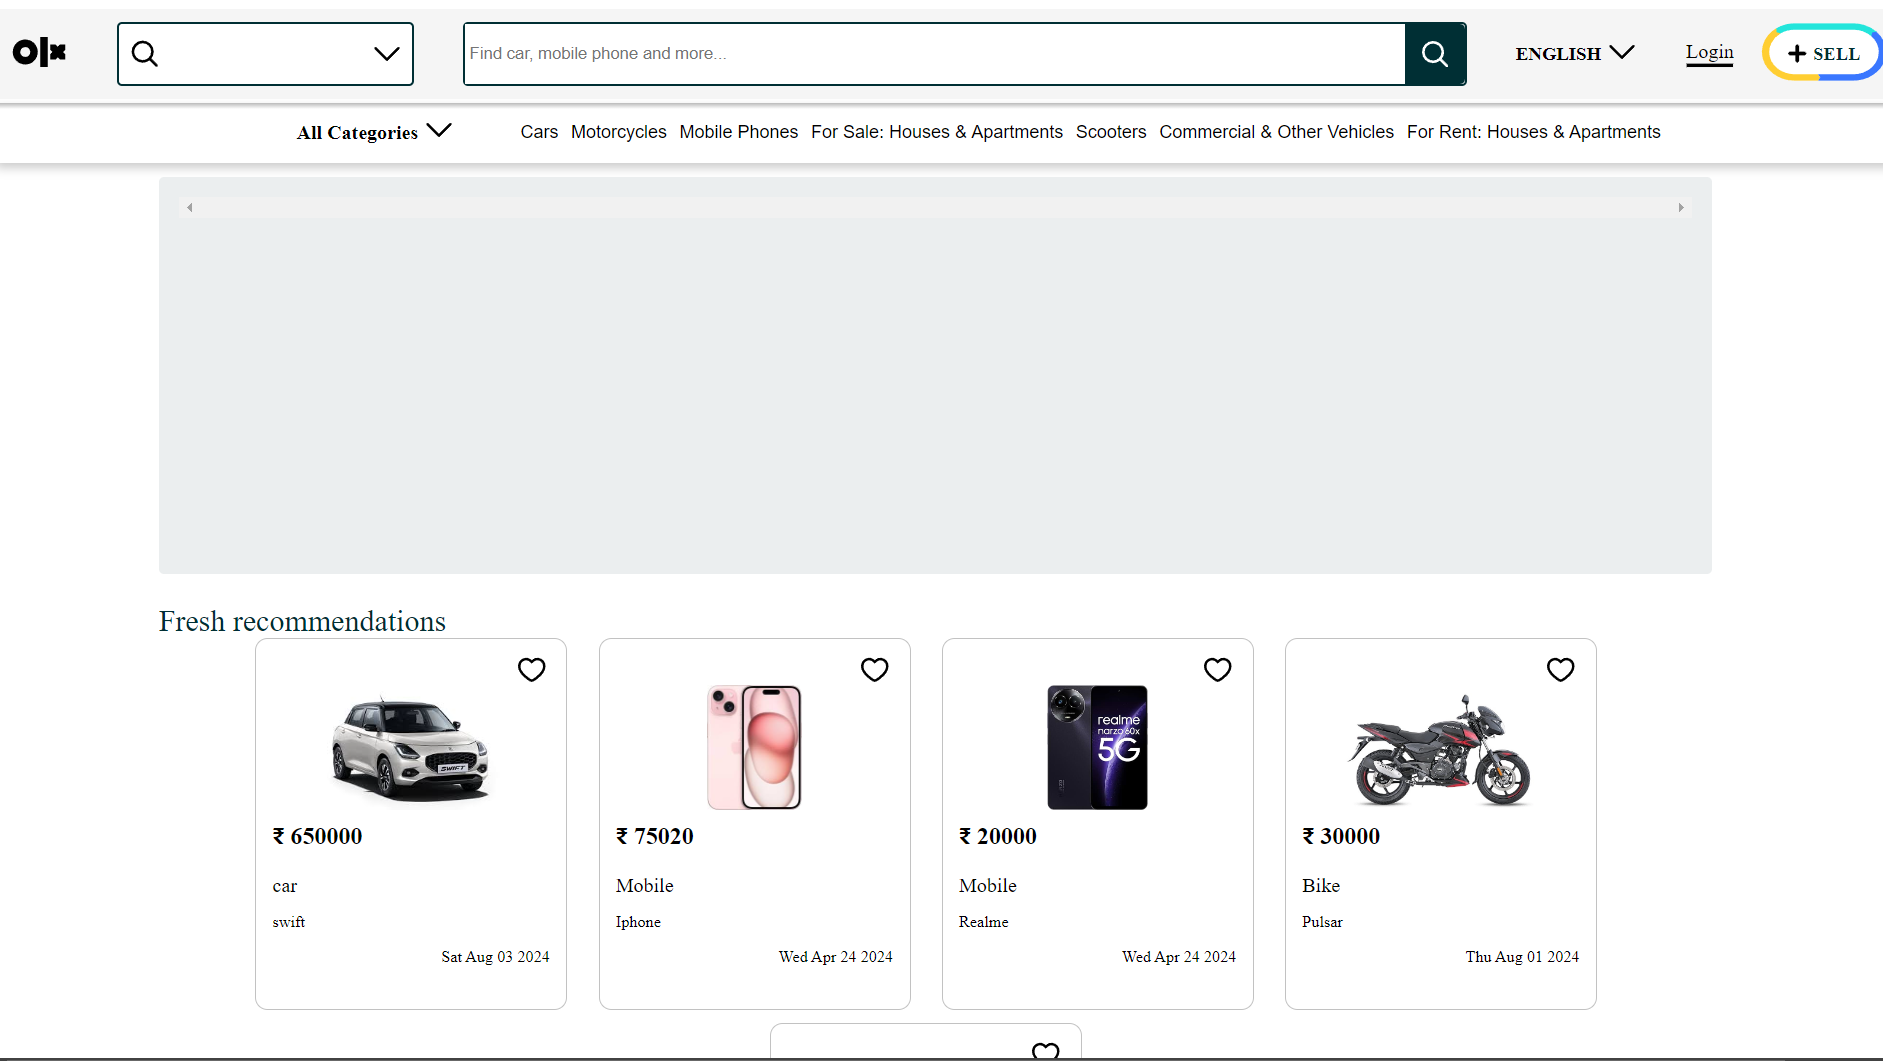 olx
Find car, mobile phone and more...
ENGLISH
Login
SELL
All Categories
Cars Motorcycles Mobile Phones For Sale: Houses & Apartments Scooters Commercial & Other Vehicles For Rent: Houses & Apartments
Fresh recommendations
SWIFT
₹ 650000
car
swift
Sat Aug 03 2024
₹ 75020
Mobile
Iphone
Wed Apr 24 2024
realme
narzo 60x
5G
₹ 20000
Mobile
Realme
Wed Apr 24 2024
₹ 30000
Bike
Pulsar
Thu Aug 01 2024